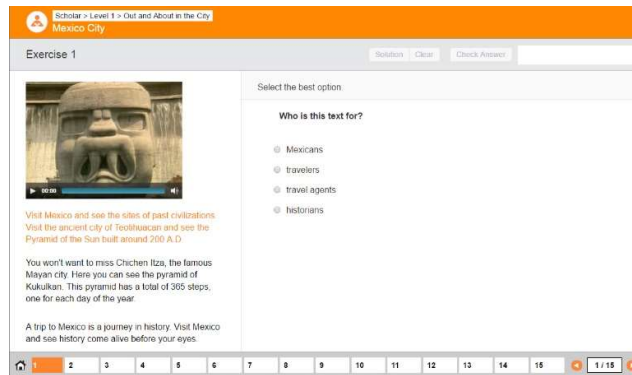 Scholar > Level 1 > Out and About in the City
Mexico City
Exercise 1
Solution Clear Check Answer
Select the best option
Who is this text for?
Mexicans
travelers
travel agents
historians
00:00
Visit Mexico and see the sites of past civilizations
Visit the ancient city of Teotihuacan and see the
Pyramid of the Sun built around 200 A.D
You won't want to miss Chichen Itza, the famous
Mayan city. Here you can see the pyramid of
Kukulkan. This pyramid has a total of 365 steps,
one for each day of the year.
A trip to Mexico is a journey in history. Visit Mexico
and see history come alive before your eyes.
1 2 3 4 5 6 7 8 9 10 11 12 13 14 15 1 / 15